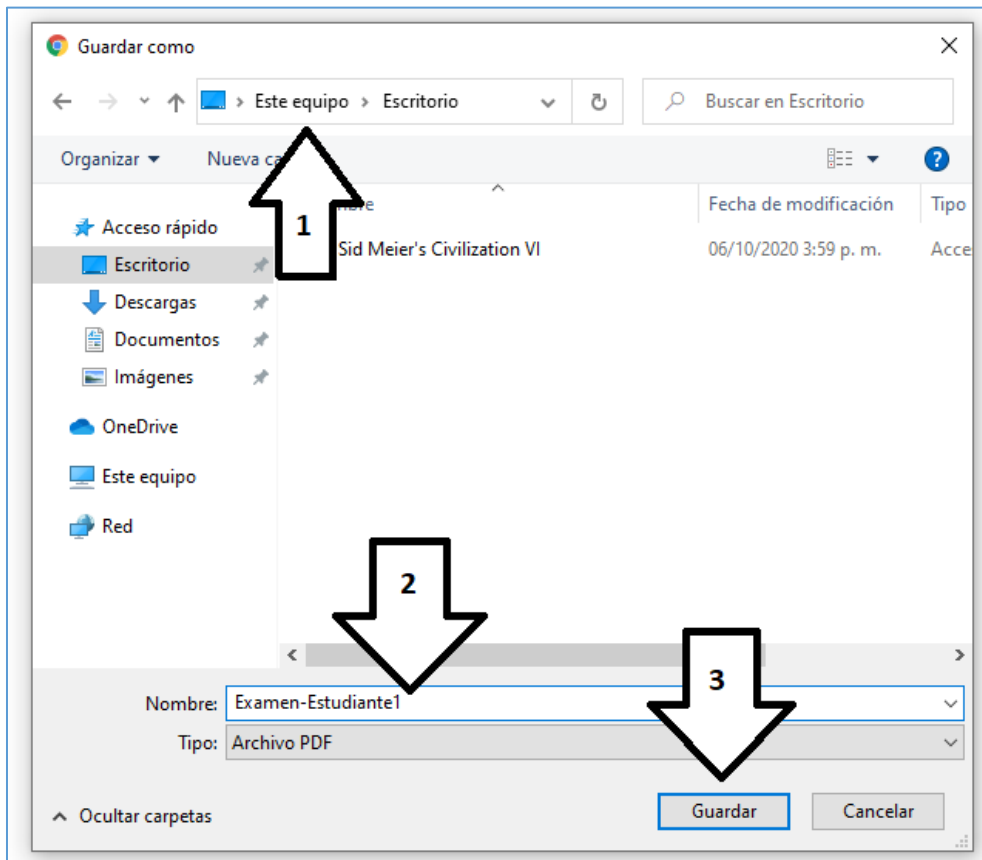 Guardar como
Este equipo > Escritorio
Buscar en Escritorio
Organizar
Nueva ca
1
bre
Fecha de modificación
Tipo
Acceso rápido
Sid Meier's Civilization VI
06/10/2020 3:59 p. m.
Acce
Escritorio
Descargas
Documentos
Imágenes
OneDrive
Este equipo
Red
2
3
Nombre: Examen-Estudiante1
Tipo: Archivo PDF
Ocultar carpetas
Guardar
Cancelar